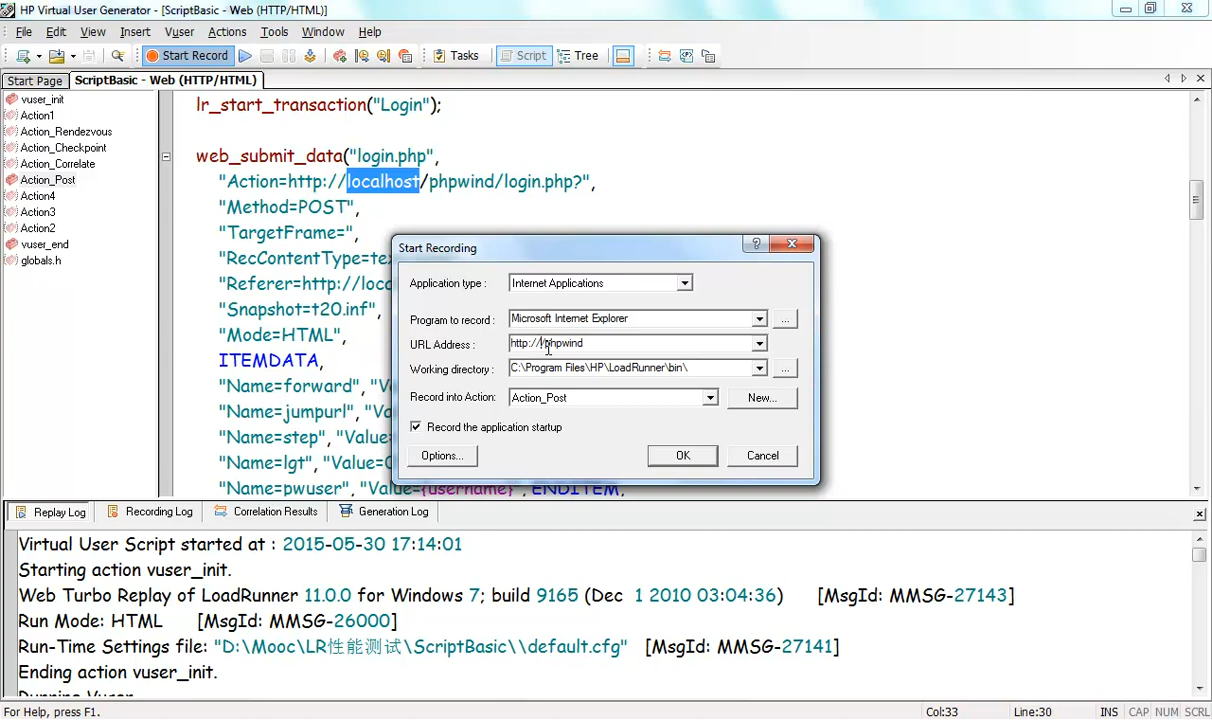 HP Virtual User Generator - [ScriptBasic - Web (HTTP/HTML)]
File Edit View Insert Vuser Actions Tools Window Help
Start Record Tasks Script Tree
Start Page ScriptBasic - Web (HTTP/HTML)
vuser_init
Action1
Action_Rendezvous
Action_Checkpoint
Action_Correlate
Action_Post
Action4
Action3
Action2
vuser_end
globals.h
lr_start_transaction("Login");
web_submit_data("login.php",
"Action=http://localhost/phpwind/login.php?",
"Method=POST",
"TargetFrame=",
"RecContentType=te
"Referer=http://loc
"Snapshot=t20.inf",
"Mode=HTML",
ITEMDATA,
"Name=forward", "V
"Name=jumpurl", "Va
"Name=step", "Value=
"Name=lgt", "Value=
"Name=pwuser", "Value={username}", ENDITEM,
Start Recording
Application type : Internet Applications
Program to record : Microsoft Internet Explorer ...
URL Address : http:///phpwind
Working directory : C:\Program Files\HP\LoadRunner\bin\ ...
Record into Action: Action_Post New...
Record the application startup
Options... OK Cancel
Replay Log Recording Log Correlation Results Generation Log
Virtual User Script started at : 2015-05-30 17:14:01
Starting action vuser_init.
Web Turbo Replay of LoadRunner 11.0.0 for Windows 7; build 9165 (Dec 1 2010 03:04:36) [MsgId: MMSG-27143]
Run Mode: HTML [MsgId: MMSG-26000]
Run-Time Settings file: "D:\Mooc\LR性能测试\ScriptBasic\\default.cfg" [MsgId: MMSG-27141]
Ending action vuser_init.
Running Vuser
For Help, press F1. Col:33 Line:30 INS CAP NUM SCRL